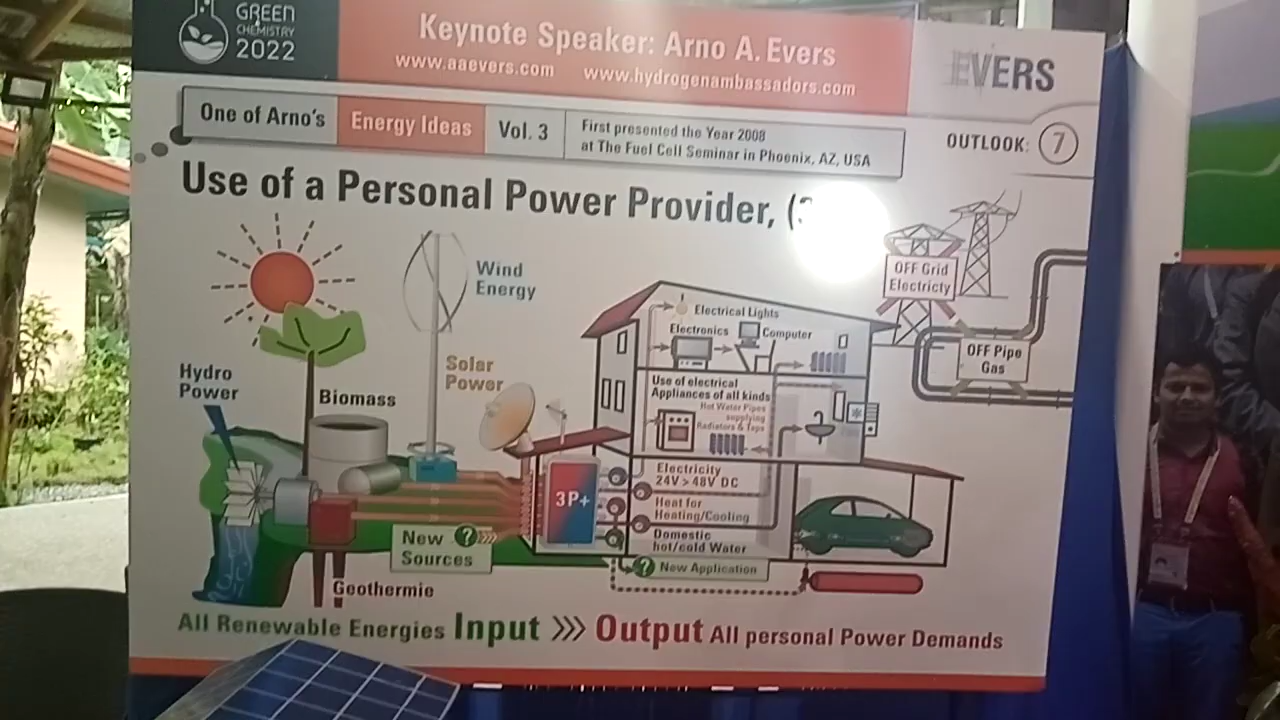 GREEN
CHEMISTRY
2022
Keynote Speaker: Arno A. Evers
www.aaevers.com www.hydrogenambassadors.com
EVERS
One of Arno's Energy Ideas Vol. 3
First presented the Year 2008
at The Fuel Cell Seminar in Phoenix, AZ, USA
OUTLOOK: 7
Use of a Personal Power Provider,
Wind
Energy
OFF Grid
Electricty
Electrical Lights
Electronics Computer
OFF Pipe
Gas
Solar
Power
Hydro
Power
Biomass
Use of electrical
Appliances of all kinds
Hot Water Pipes
supplying
Radiators & Taps
3P+
Electricity
24V > 48V DC
Heat for
Heating/Cooling
Domestic
hot/cold Water
New ? >>>
Sources
? New Application
Geothermie
All Renewable Energies Input >>> Output All personal Power Demands